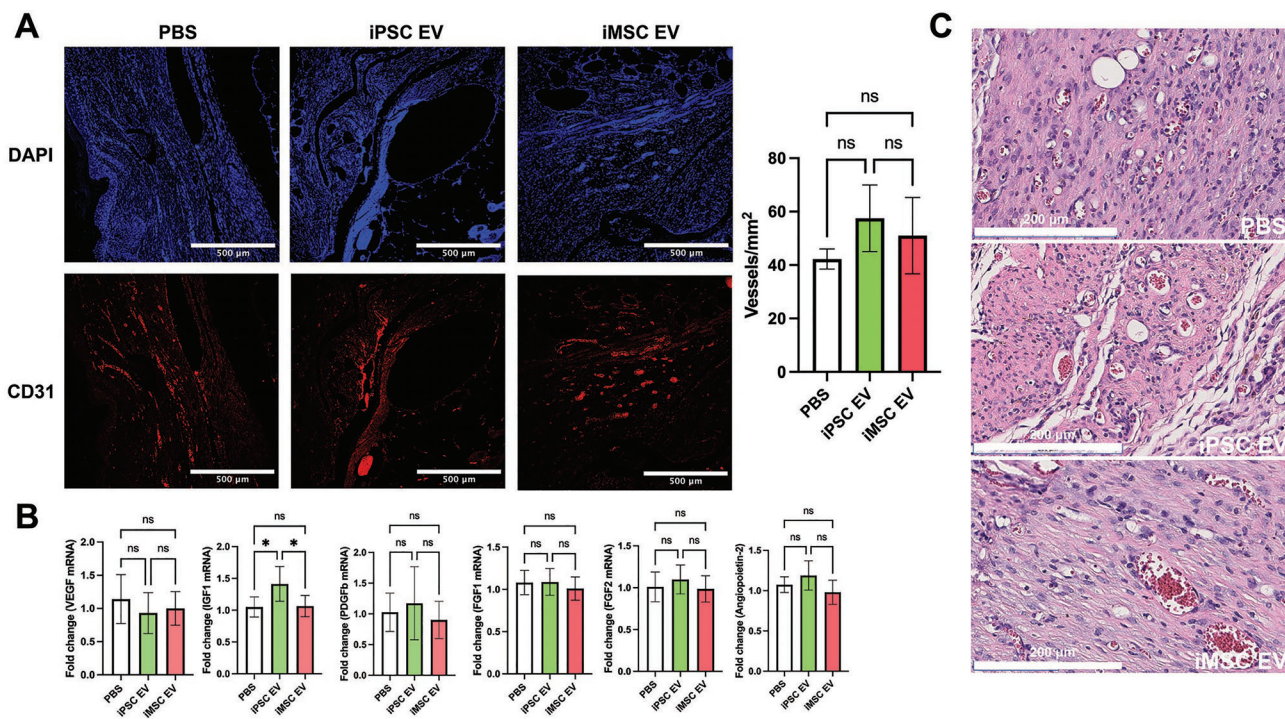 A
PBS
iPSC EV
iMSC EV
DAPI
500 μm
500 μm
500 μm
CD31
500 μm
500 μm
500 μm
ns
ns
ns
Vessels/mm²
80
60
40
20
0
PBS
iPSC EV
iMSC EV
C
200 μm
PBS
200 μm
iPSC EV
200 μm
iMSC EV
B
ns
ns
ns
Fold change (VEGF mRNA)
2.0
1.5
1.0
0.5
0.0
PBS
iPSC EV
iMSC EV
ns
*
*
Fold change (IGF1 mRNA)
2.0
1.5
1.0
0.5
0.0
PBS
iPSC EV
iMSC EV
ns
ns
ns
Fold change (PDGFb mRNA)
2.0
1.5
1.0
0.5
0.0
PBS
iPSC EV
iMSC EV
ns
ns
ns
Fold change (FGF1 mRNA)
1.5
1.0
0.5
0.0
PBS
iPSC EV
iMSC EV
ns
ns
ns
Fold change (FGF2 mRNA)
1.5
1.0
0.5
0.0
PBS
iPSC EV
iMSC EV
ns
ns
ns
Fold change (Angiopoietin-2)
1.5
1.0
0.5
0.0
PBS
iPSC EV
iMSC EV